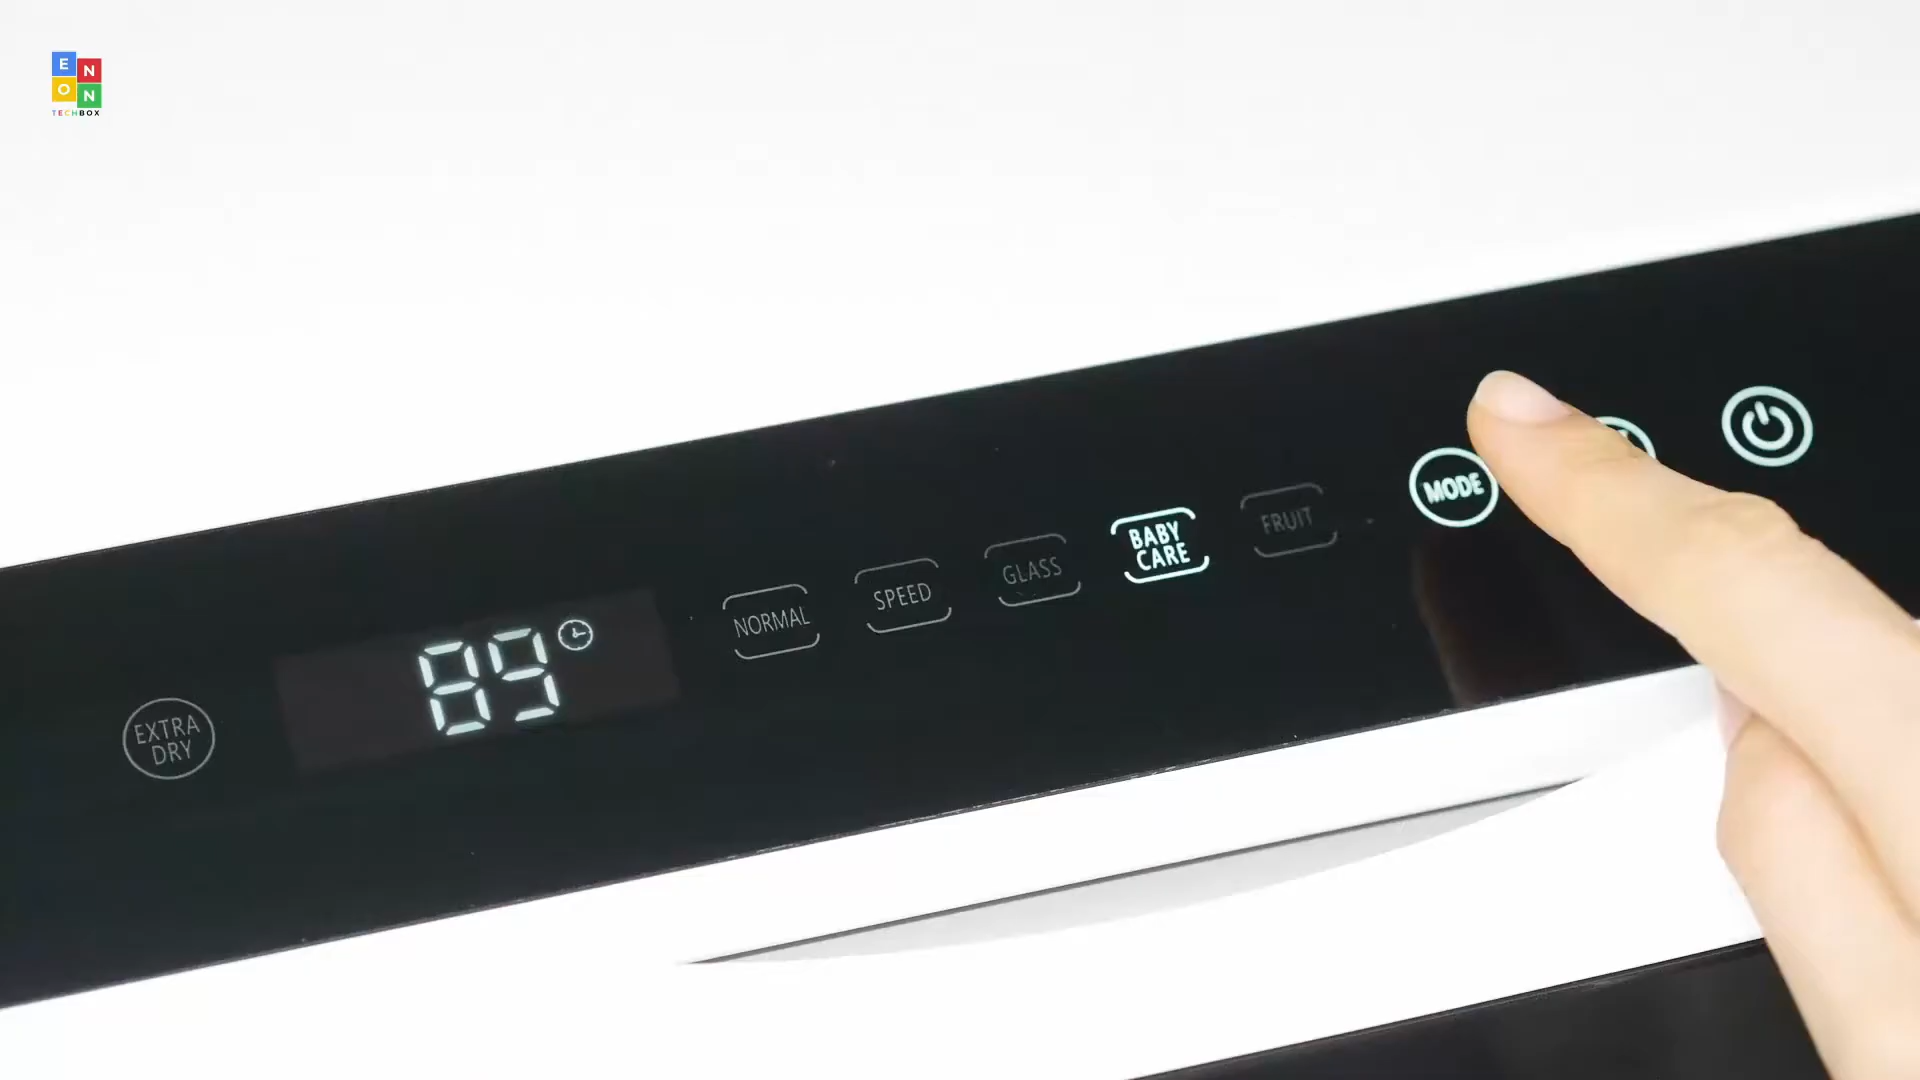 E N
O N
TECHBOX
EXTRA
DRY
89
NORMAL
SPEED
GLASS
BABY
CARE
FRUIT
MODE